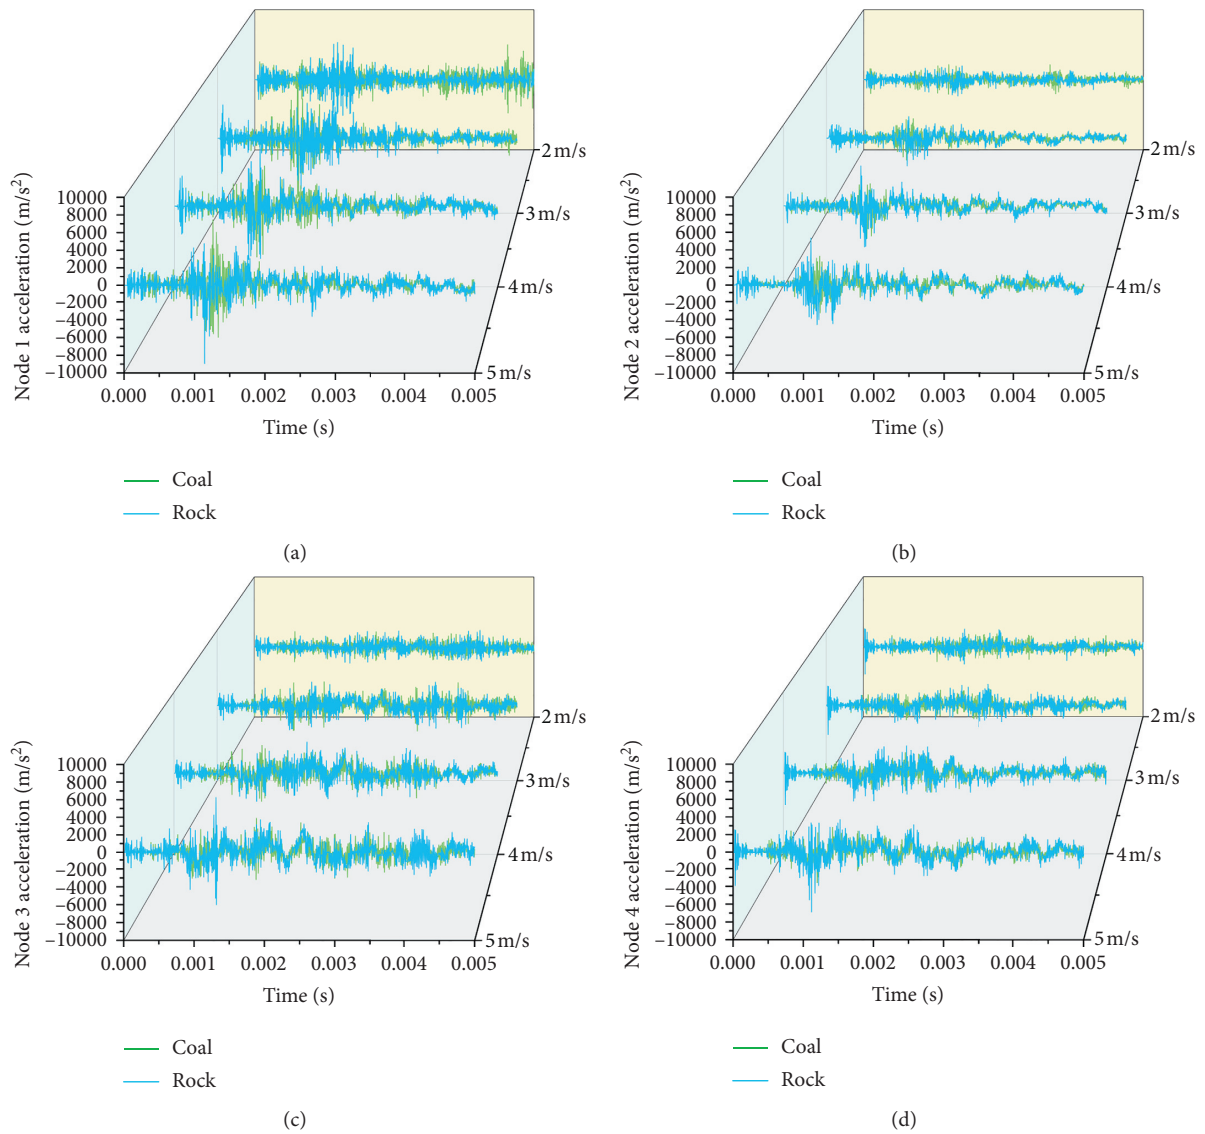 2 m/s
3 m/s
4 m/s
5 m/s
10000
8000
6000
4000
2000
0
−2000
−4000
−6000
−8000
−10000
Node 1 acceleration (m/s²)
0.000 0.001 0.002 0.003 0.004 0.005
Time (s)
Coal
Rock
(a)
2 m/s
3 m/s
4 m/s
5 m/s
10000
8000
6000
4000
2000
0
−2000
−4000
−6000
−8000
−10000
Node 2 acceleration (m/s²)
0.000 0.001 0.002 0.003 0.004 0.005
Time (s)
Coal
Rock
(b)
2 m/s
3 m/s
4 m/s
5 m/s
10000
8000
6000
4000
2000
0
−2000
−4000
−6000
−8000
−10000
Node 3 acceleration (m/s²)
0.000 0.001 0.002 0.003 0.004 0.005
Time (s)
Coal
Rock
(c)
2 m/s
3 m/s
4 m/s
5 m/s
10000
8000
6000
4000
2000
0
−2000
−4000
−6000
−8000
−10000
Node 4 acceleration (m/s²)
0.000 0.001 0.002 0.003 0.004 0.005
Time (s)
Coal
Rock
(d)